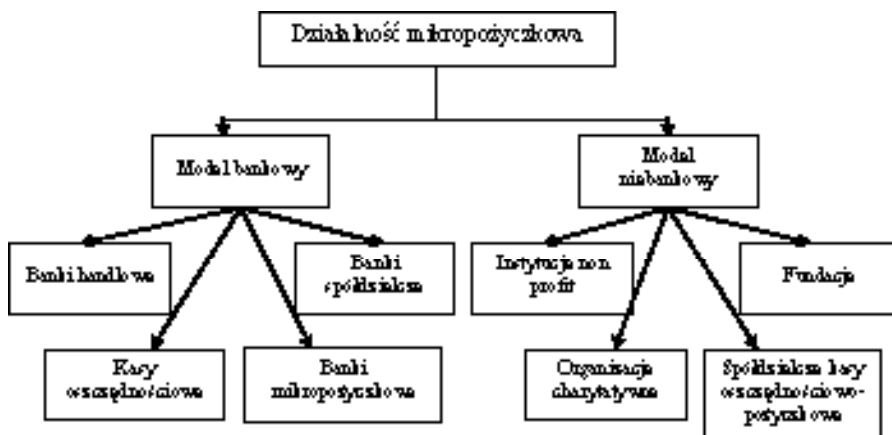 Działalność mikropożyczkowa
Model bankowy
Model
niebankowy
Banki handlowe
Banki
spółdzielcze
Instytucje non
profit
Fundacje
Kasy
oszczędnościowe
Banki
mikropożyczkowe
Organizacje
charytatywne
Spółdzielcze kasy
oszczędnościowo-
pożyczkowe